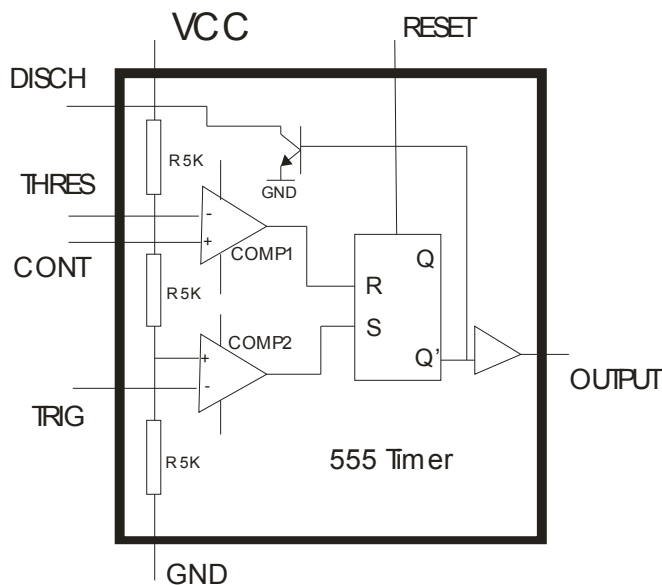 VCC
RESET
DISCH
R5K
GND
THRES
-
+
CONT
COMP1
Q
R
R5K
S
COMP2
+
Q'
-
OUTPUT
TRIG
R5K
555 Timer
GND